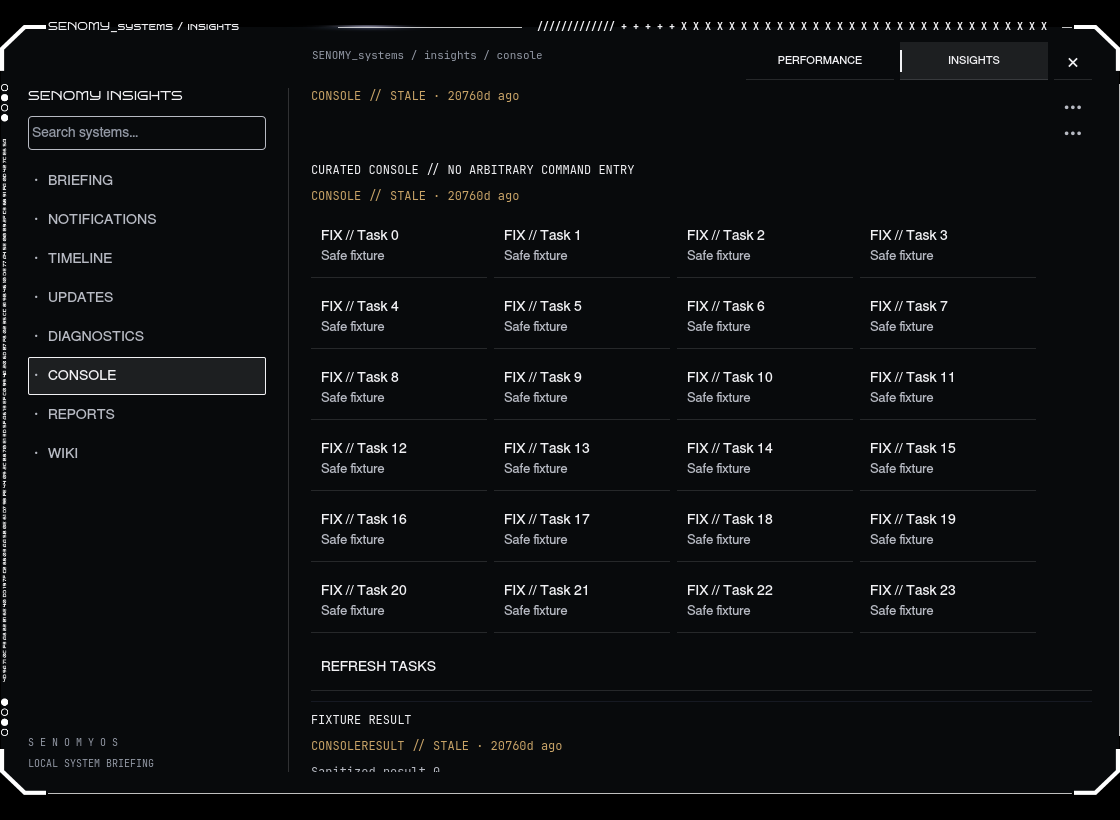 SENOMY_systems / INSIGHTS
///////////// + + + + + X X X X X X X X X X X X X X X X X X X X X X X X X X X X X X X
SENOMY_systems / insights / console
PERFORMANCE
INSIGHTS
×
SENOMY INSIGHTS
Search systems...
· BRIEFING
· NOTIFICATIONS
· TIMELINE
· UPDATES
· DIAGNOSTICS
· CONSOLE
· REPORTS
· WIKI
SENOMYOS
LOCAL SYSTEM BRIEFING
CONSOLE // STALE · 20760d ago
CURATED CONSOLE // NO ARBITRARY COMMAND ENTRY
CONSOLE // STALE · 20760d ago
FIX // Task 0
Safe fixture
FIX // Task 1
Safe fixture
FIX // Task 2
Safe fixture
FIX // Task 3
Safe fixture
FIX // Task 4
Safe fixture
FIX // Task 5
Safe fixture
FIX // Task 6
Safe fixture
FIX // Task 7
Safe fixture
FIX // Task 8
Safe fixture
FIX // Task 9
Safe fixture
FIX // Task 10
Safe fixture
FIX // Task 11
Safe fixture
FIX // Task 12
Safe fixture
FIX // Task 13
Safe fixture
FIX // Task 14
Safe fixture
FIX // Task 15
Safe fixture
FIX // Task 16
Safe fixture
FIX // Task 17
Safe fixture
FIX // Task 18
Safe fixture
FIX // Task 19
Safe fixture
FIX // Task 20
Safe fixture
FIX // Task 21
Safe fixture
FIX // Task 22
Safe fixture
FIX // Task 23
Safe fixture
REFRESH TASKS
FIXTURE RESULT
CONSOLERESULT // STALE · 20760d ago
Sanitized result 0